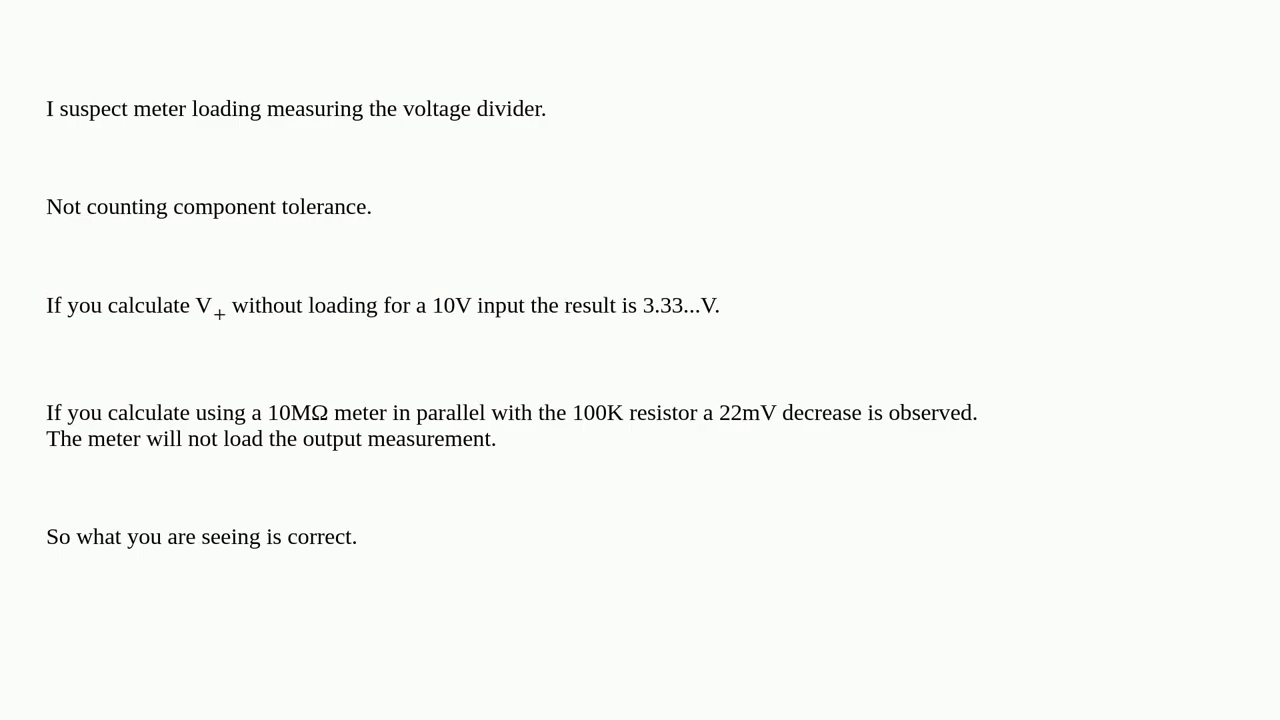 I suspect meter loading measuring the voltage divider.
Not counting component tolerance.
If you calculate V+ without loading for a 10V input the result is 3.33...V.
If you calculate using a 10MΩ meter in parallel with the 100K resistor a 22mV decrease is observed.
The meter will not load the output measurement.
So what you are seeing is correct.